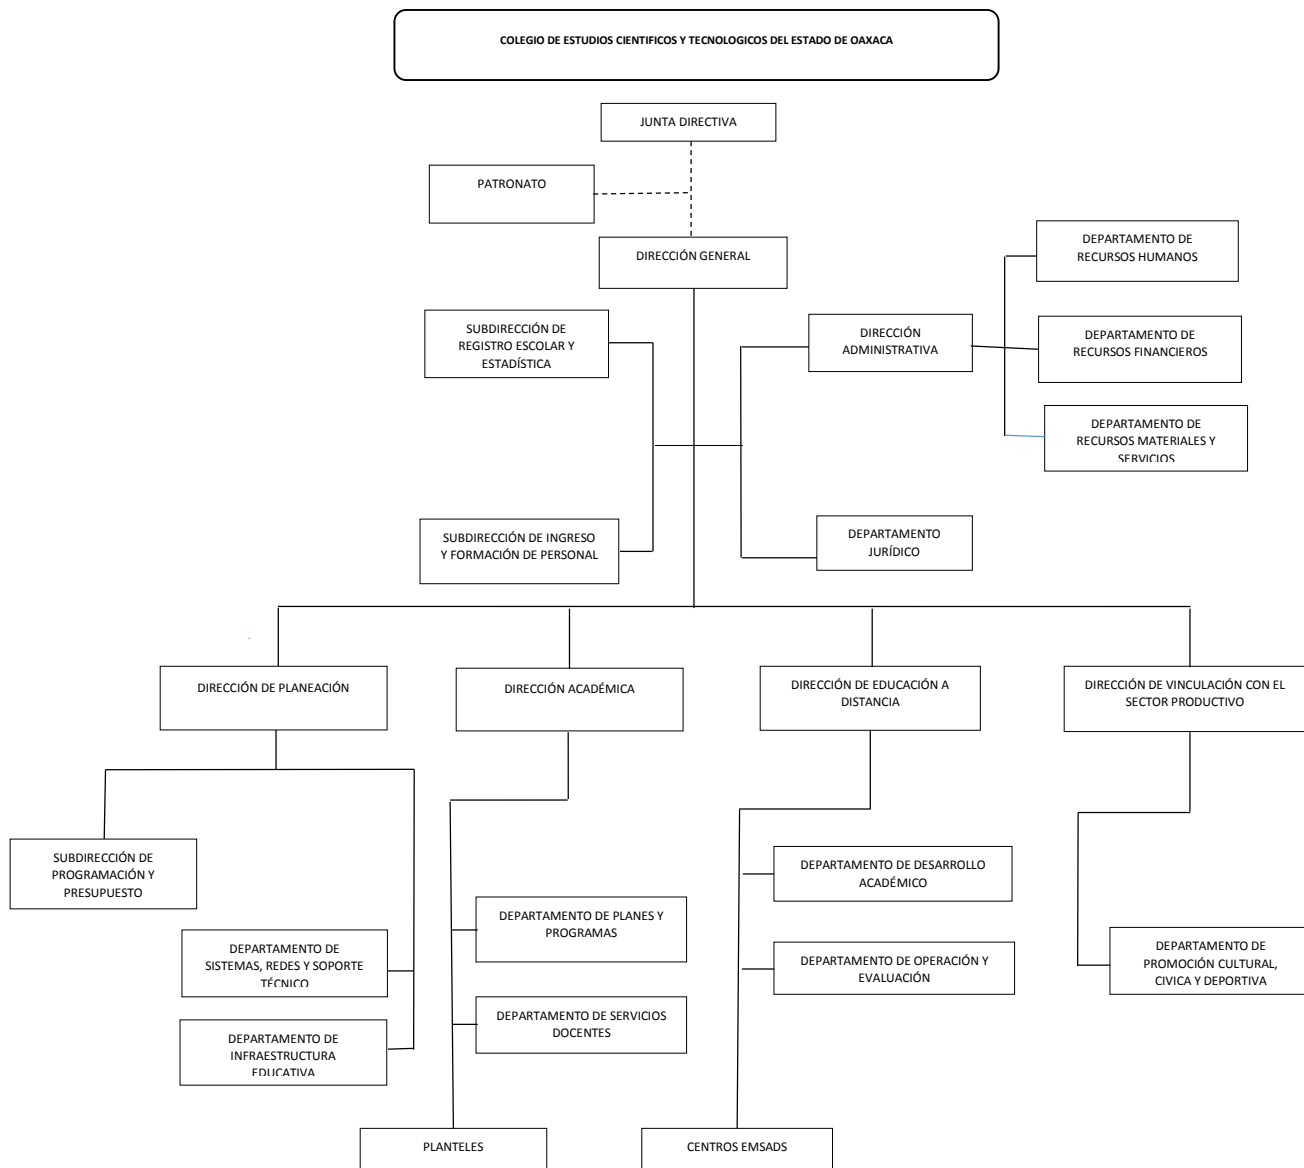 COLEGIO DE ESTUDIOS CIENTIFICOS Y TECNOLOGICOS DEL ESTADO DE OAXACA
JUNTA DIRECTIVA
PATRONATO
DIRECCIÓN GENERAL
DEPARTAMENTO DE
RECURSOS HUMANOS
SUBDIRECCIÓN DE
REGISTRO ESCOLAR Y
ESTADÍSTICA
DIRECCIÓN
ADMINISTRATIVA
DEPARTAMENTO DE
RECURSOS FINANCIEROS
DEPARTAMENTO DE
RECURSOS MATERIALES Y
SERVICIOS
SUBDIRECCIÓN DE INGRESO
Y FORMACIÓN DE PERSONAL
DEPARTAMENTO
JURÍDICO
DIRECCIÓN DE PLANEACIÓN
DIRECCIÓN ACADÉMICA
DIRECCIÓN DE EDUCACIÓN A
DISTANCIA
DIRECCIÓN DE VINCULACIÓN CON EL
SECTOR PRODUCTIVO
SUBDIRECCIÓN DE
PROGRAMACIÓN Y
PRESUPUESTO
DEPARTAMENTO DE
SISTEMAS, REDES Y SOPORTE
TÉCNICO
DEPARTAMENTO DE
INFRAESTRUCTURA
EDUCATIVA
DEPARTAMENTO DE PLANES Y
PROGRAMAS
DEPARTAMENTO DE SERVICIOS
DOCENTES
DEPARTAMENTO DE DESARROLLO
ACADÉMICO
DEPARTAMENTO DE OPERACIÓN Y
EVALUACIÓN
DEPARTAMENTO DE
PROMOCIÓN CULTURAL,
CIVICA Y DEPORTIVA
PLANTELES
CENTROS EMSADS